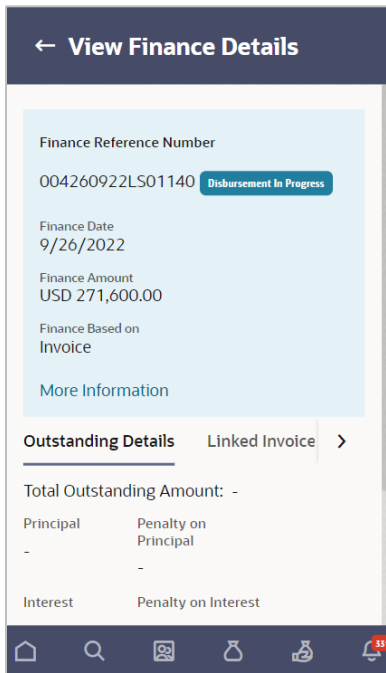 ← View Finance Details
Finance Reference Number
004260922LS01140 Disbursement In Progress
Finance Date
9/26/2022
Finance Amount
USD 271,600.00
Finance Based on
Invoice
More Information
Outstanding Details Linked Invoice >
Total Outstanding Amount: -
Principal Penalty on
Principal
- -
Interest Penalty on Interest